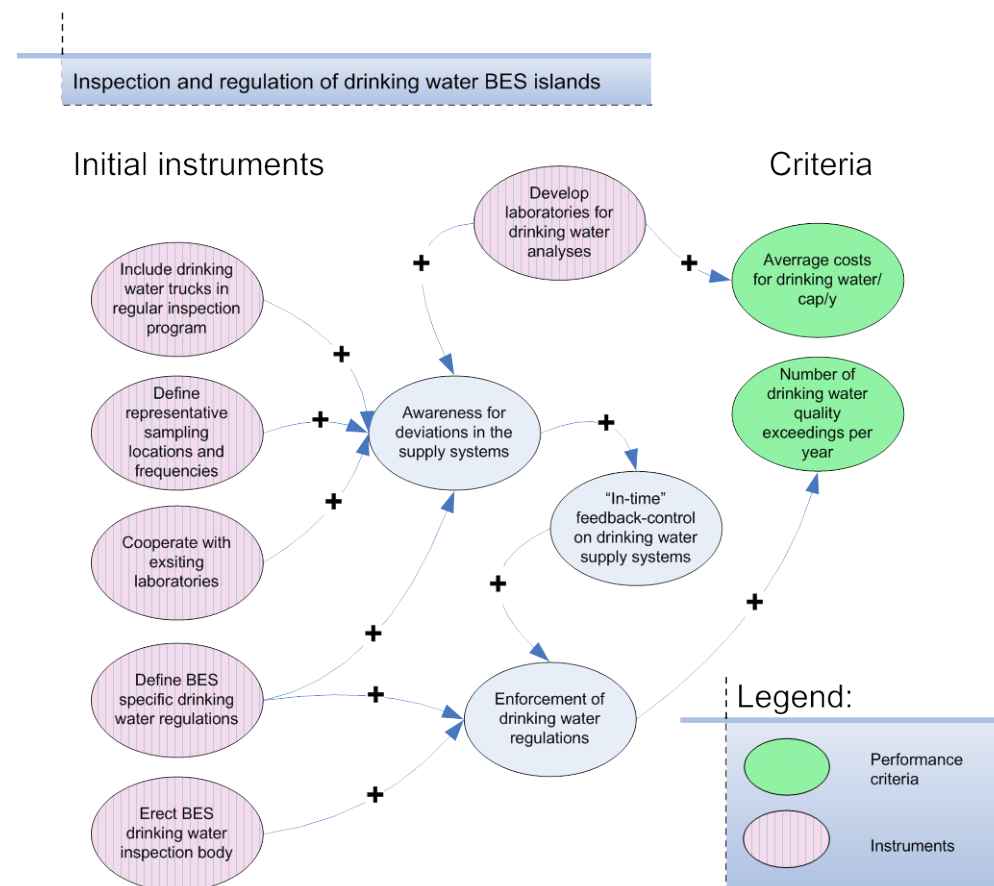 Inspection and regulation of drinking water BES islands
Initial instruments
Criteria
Develop
laboratories for
drinking water
analyses
+
+
Averrage costs
for drinking water/
cap/y
Include drinking
water trucks in
regular inspection
program
+
Number of
drinking water
quality
exceedings per
year
Define
representative
sampling
locations and
frequencies
+
Awareness for
deviations in the
supply systems
+
"In-time"
feedback-control
on drinking water
supply systems
Cooperate with
exsiting
laboratories
+
+
+
Define BES
specific drinking
water regulations
+
+
Enforcement of
drinking water
regulations
Erect BES
drinking water
inspection body
+
Legend:
Performance
criteria
Instruments